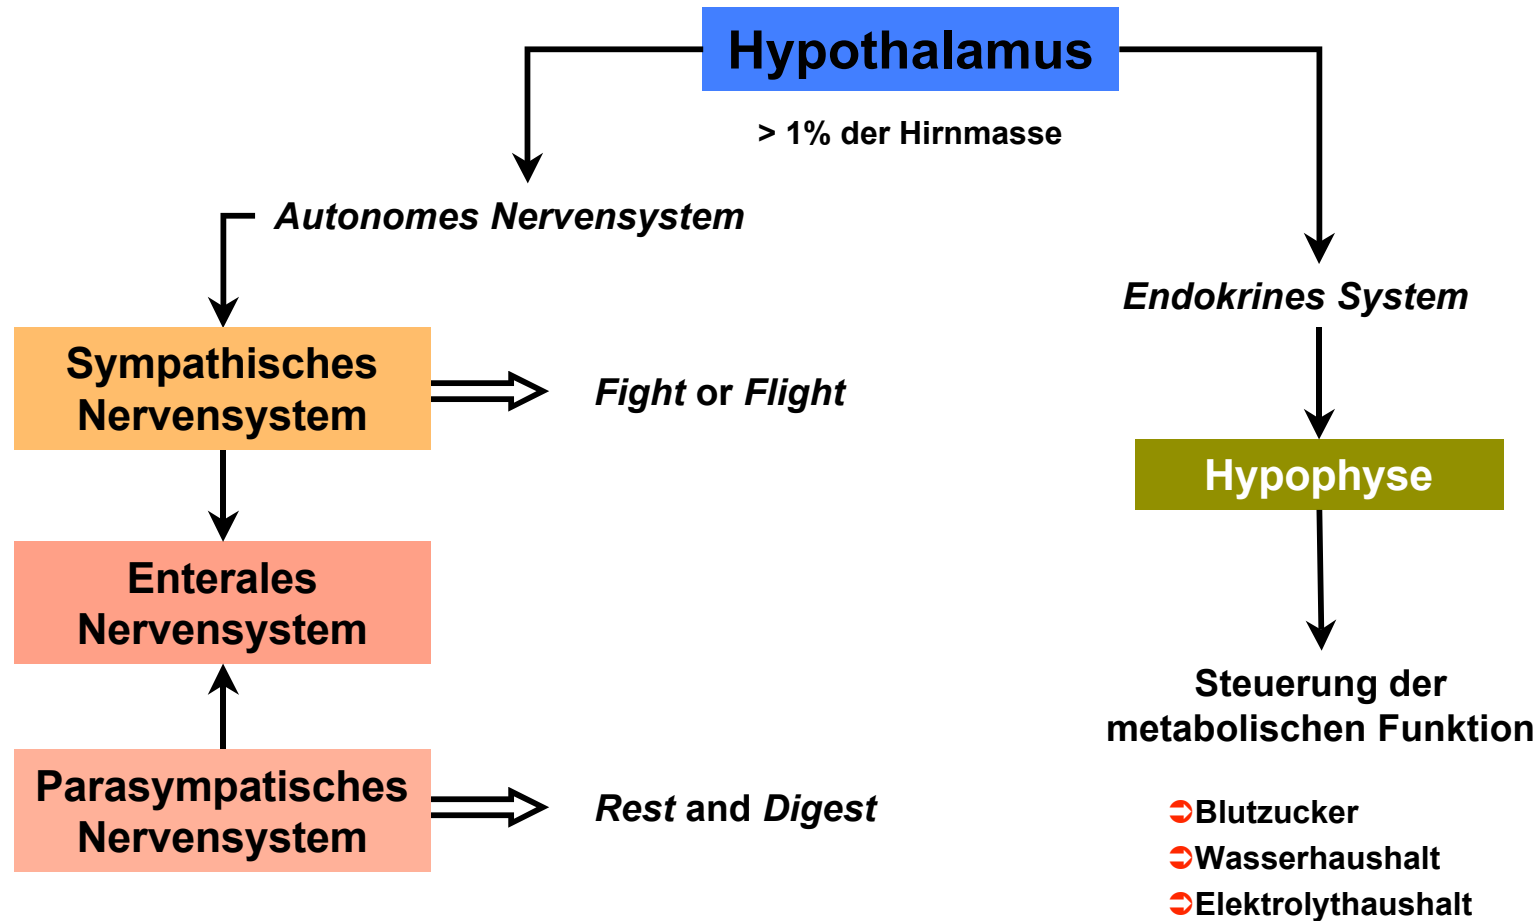 Hypothalamus
> 1% der Hirnmasse
Autonomes Nervensystem
Endokrines System
Sympathisches
Nervensystem
Fight or Flight
Hypophyse
Enterales
Nervensystem
Steuerung der
metabolischen Funktion
Parasympatisches
Nervensystem
Rest and Digest
➲Blutzucker
➲Wasserhaushalt
➲Elektrolythaushalt